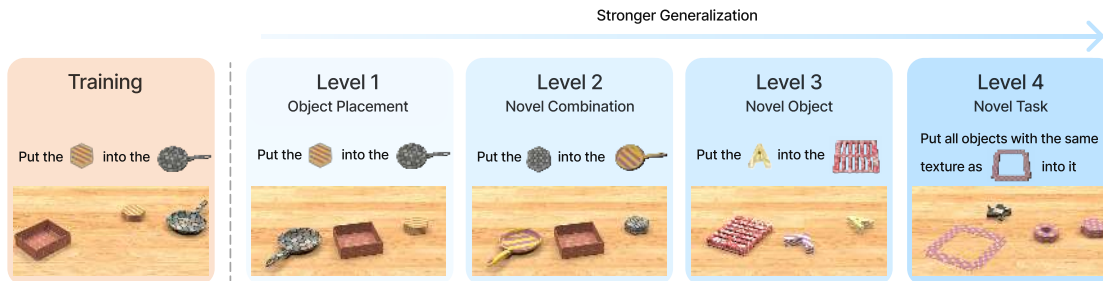 Stronger Generalization
Training
Put the into the
Level 1
Object Placement
Put the into the
Level 2
Novel Combination
Put the into the
Level 3
Novel Object
Put the into the
Level 4
Novel Task
Put all objects with the same
texture as into it